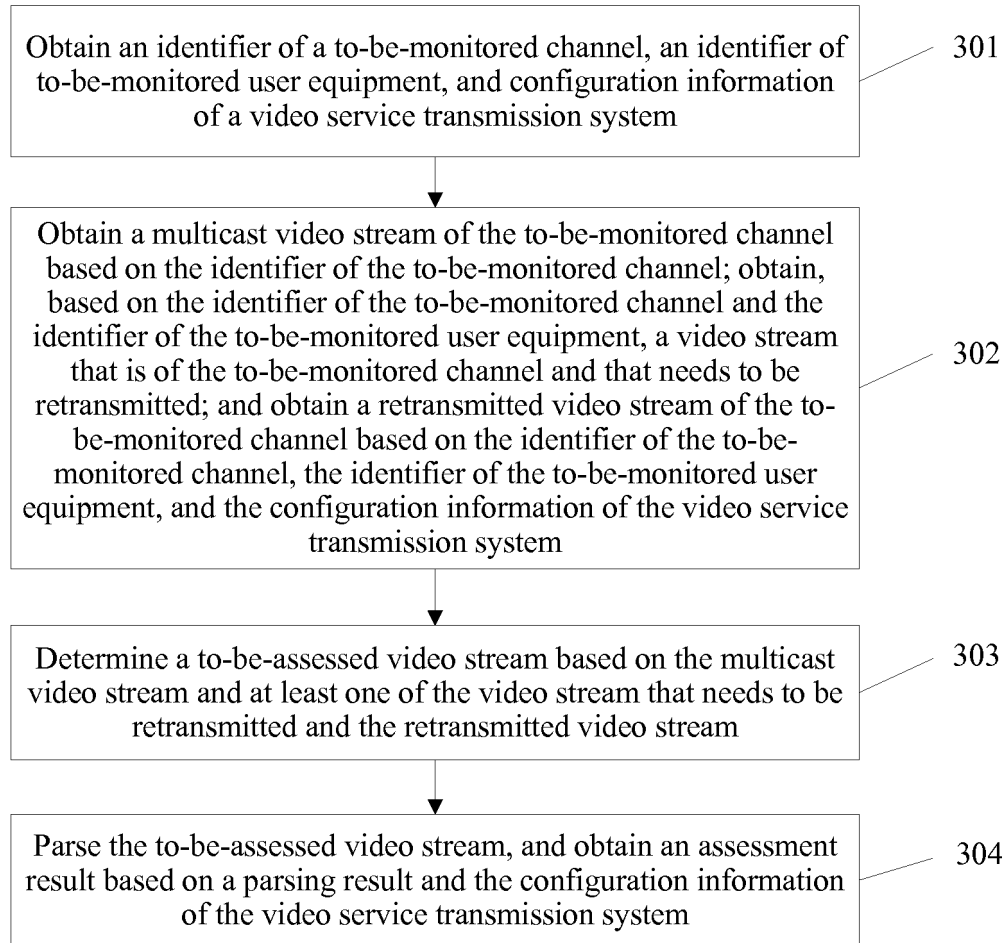 Obtain an identifier of a to-be-monitored channel, an identifier of
to-be-monitored user equipment, and configuration information
of a video service transmission system
301
Obtain a multicast video stream of the to-be-monitored channel
based on the identifier of the to-be-monitored channel; obtain,
based on the identifier of the to-be-monitored channel and the
identifier of the to-be-monitored user equipment, a video stream
that is of the to-be-monitored channel and that needs to be
retransmitted; and obtain a retransmitted video stream of the to-
be-monitored channel based on the identifier of the to-be-
monitored channel, the identifier of the to-be-monitored user
equipment, and the configuration information of the video service
transmission system
302
Determine a to-be-assessed video stream based on the multicast
video stream and at least one of the video stream that needs to be
retransmitted and the retransmitted video stream
303
Parse the to-be-assessed video stream, and obtain an assessment
result based on a parsing result and the configuration information
of the video service transmission system
304